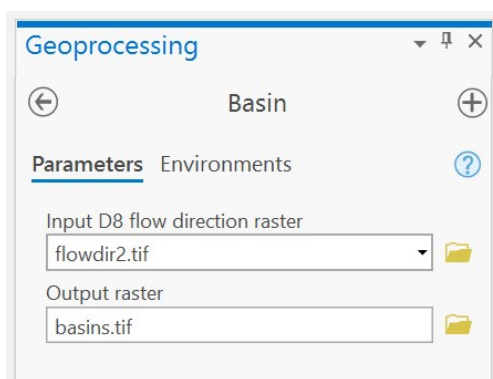 Geoprocessing
Basin
Parameters Environments
Input D8 flow direction raster
flowdir2.tif
Output raster
basins.tif